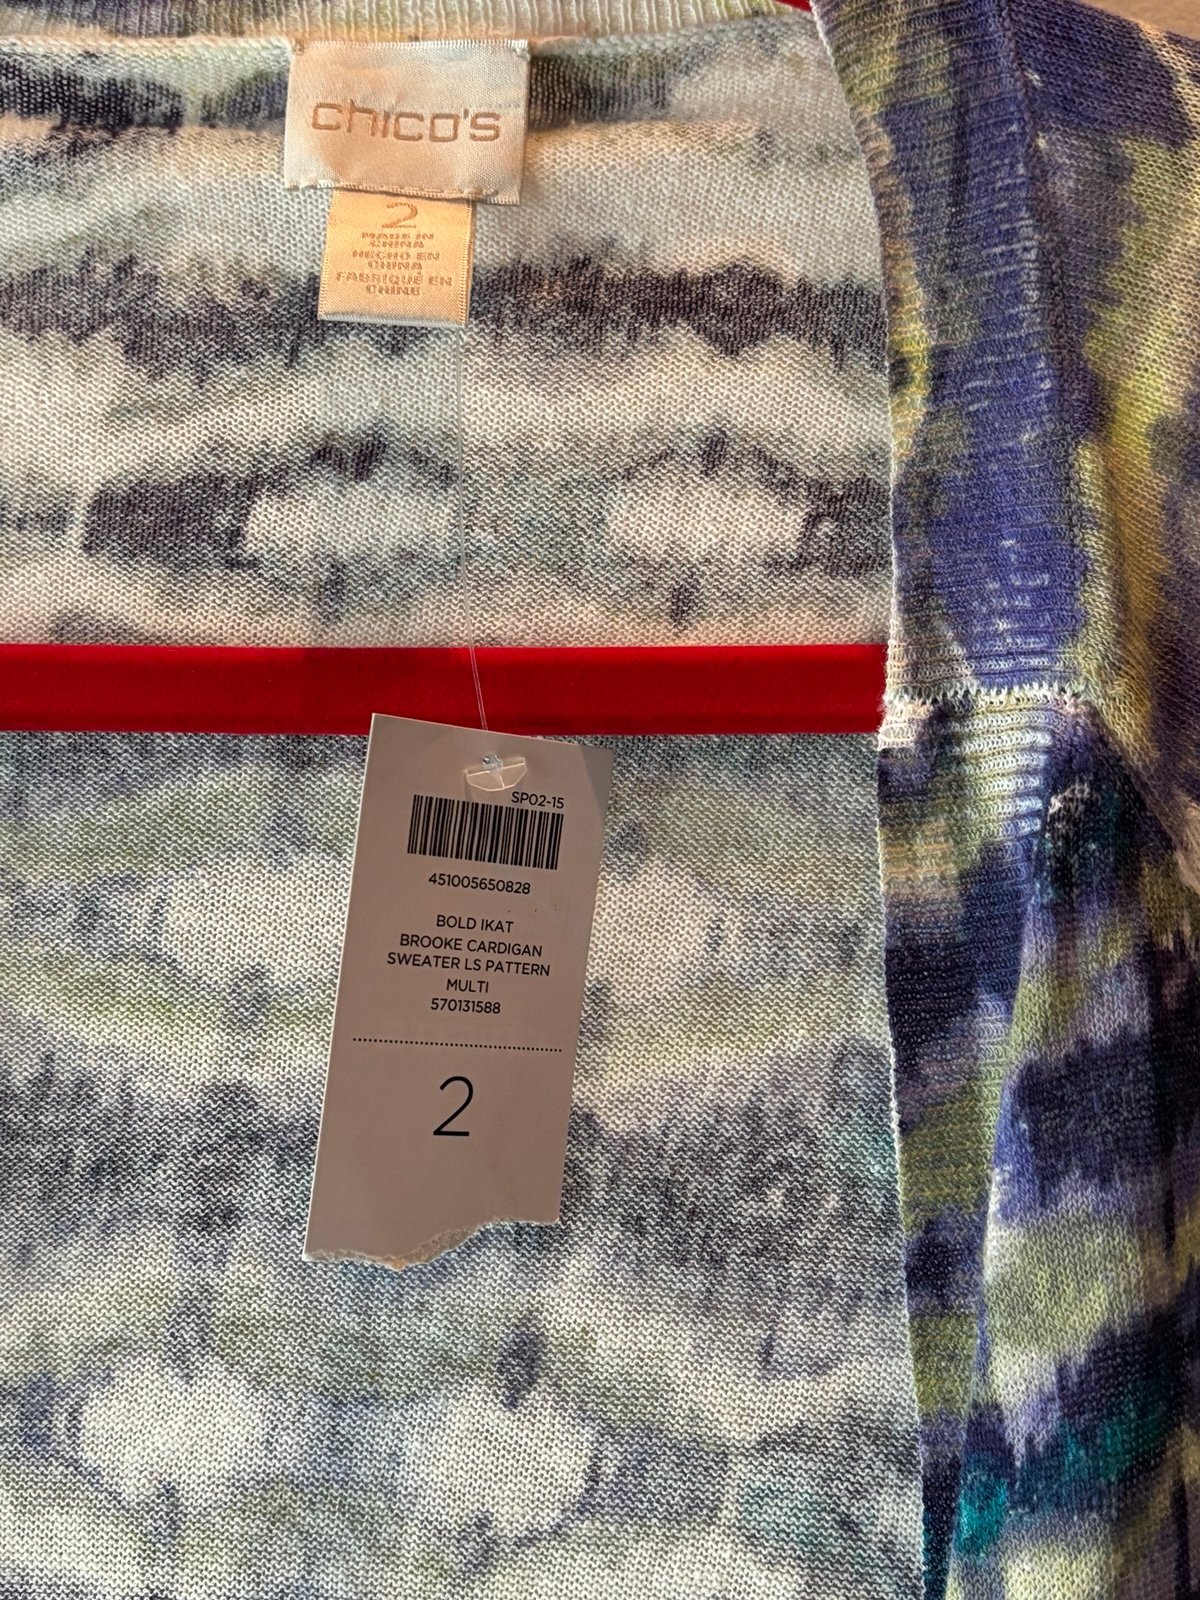 chico's
2
MADE IN
CHINA
HECHO EN
CHINA
FABRIQUÉ EN
CHINE
SP02-15
451005650828
BOLD IKAT
BROOKE CARDIGAN
SWEATER LS PATTERN
MULTI
570131588
2